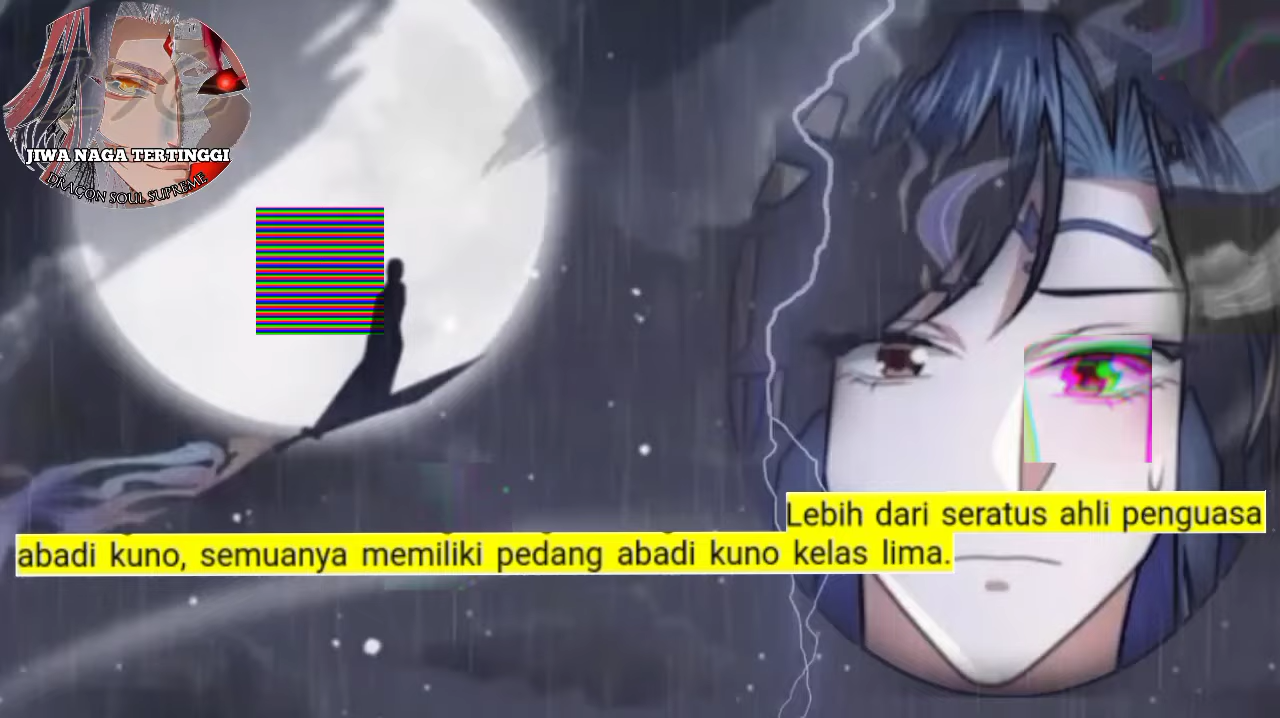 JIWA NAGA TERTINGGI
DRAGON SOUL SUPREME
Lebih dari seratus ahli penguasa
abadi kuno, semuanya memiliki pedang abadi kuno kelas lima.